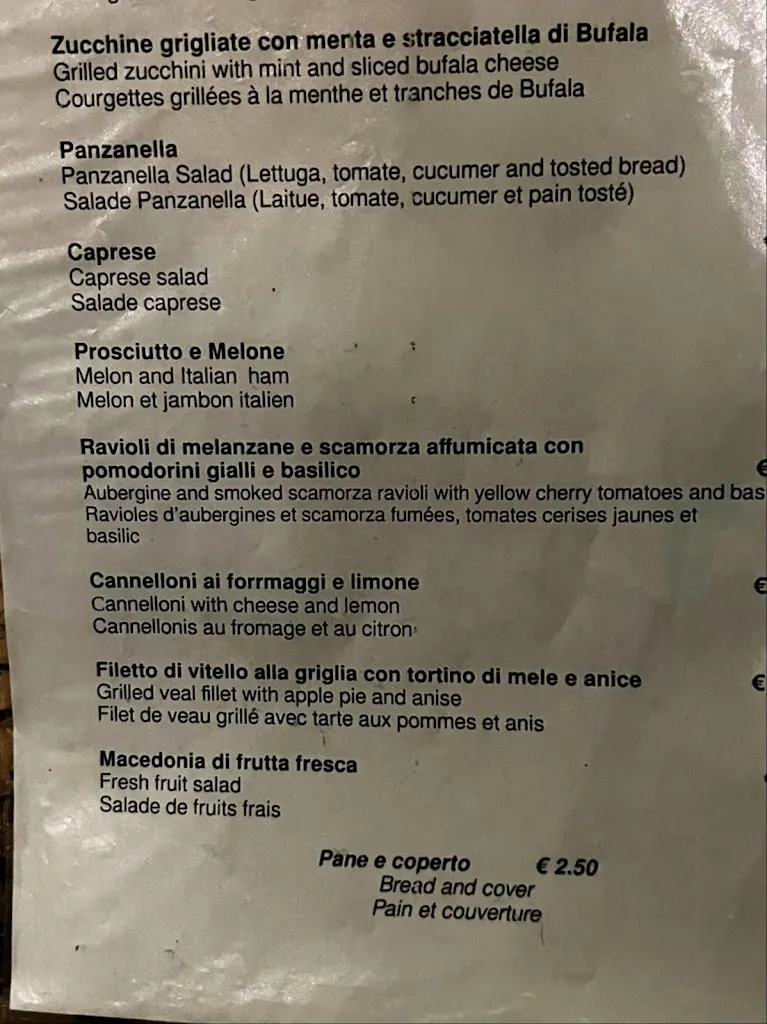 Zucchine grigliate con menta e stracciatella di Bufala
Grilled zucchini with mint and sliced bufala cheese
Courgettes grillées à la menthe et tranches de Bufala
Panzanella
Panzanella Salad (Lettuga, tomate, cucumer and tosted bread)
Salade Panzanella (Laitue, tomate, cucumer et pain tosté)
Caprese
Caprese salad
Salade caprese
Prosciutto e Melone
Melon and Italian ham
Melon et jambon italien
Ravioli di melanzane e scamorza affumicata con
pomodorini gialli e basilico €
Aubergine and smoked scamorza ravioli with yellow cherry tomatoes and bas
Ravioles d'aubergines et scamorza fumées, tomates cerises jaunes et
basilic
Cannelloni ai forrmaggi e limone €
Cannelloni with cheese and lemon
Cannellonis au fromage et au citron
Filetto di vitello alla griglia con tortino di mele e anice €
Grilled veal fillet with apple pie and anise
Filet de veau grillé avec tarte aux pommes et anis
Macedonia di frutta fresca
Fresh fruit salad
Salade de fruits frais
Pane e coperto € 2.50
Bread and cover
Pain et couverture